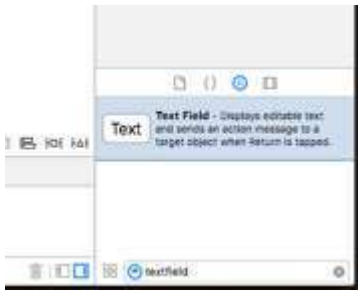 Text
Text Field - Displays editable text
and sends an action message to a
target object when Return is tapped.
textfield